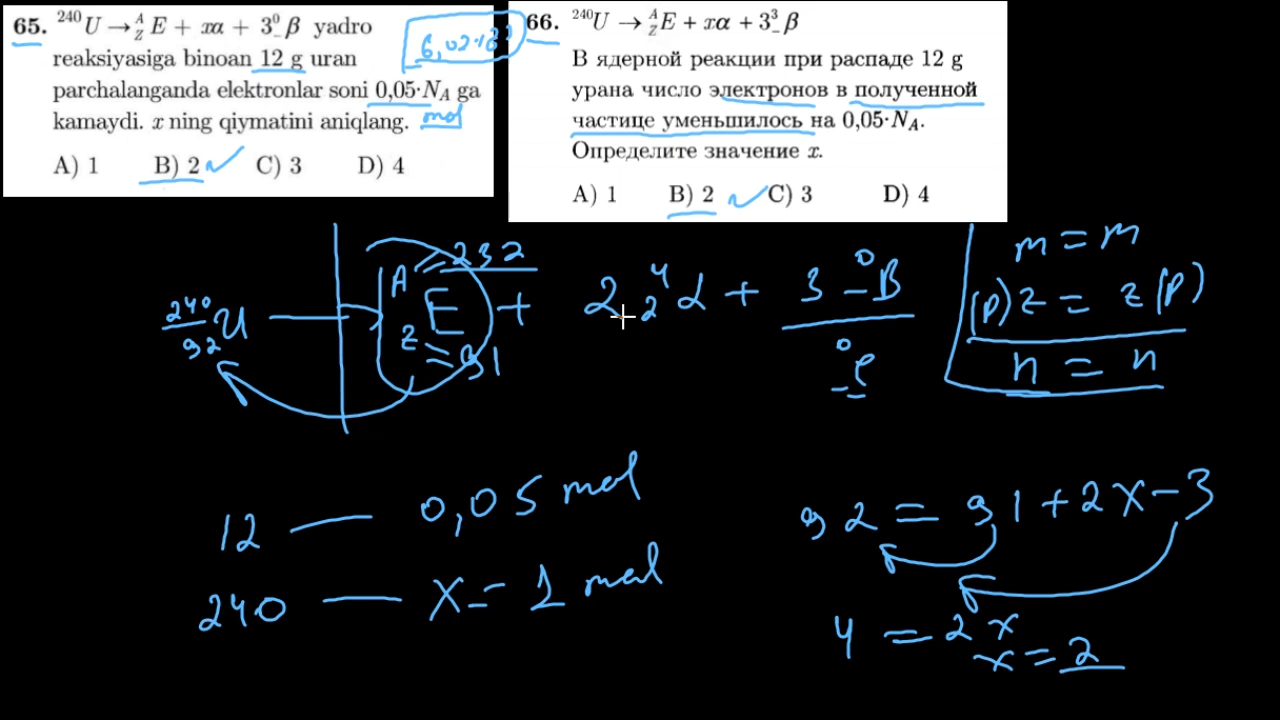 65. ²⁴⁰U → ᴬ_Z E + xα + 3⁰₋β yadro
reaksiyasiga binoan 12 g uran
parchalanganda elektronlar soni 0,05·N_A ga
kamaydi. x ning qiymatini aniqlang. mol
A) 1 B) 2 C) 3 D) 4
66. ²⁴⁰U → ᴬ_Z E + xα + 3³₋β
В ядерной реакции при распаде 12 g
урана число электронов в полученной
частице уменьшилось на 0,05·N_A.
Определите значение x.
A) 1 B) 2 C) 3 D) 4
²⁴⁰₉₂U — A = 232 E Z = 91 + 2 ⁴₂α + 3 ⁰₋β
⁰₋e
m = m
(P) z = z (P)
n = n
12 — 0,05 mol
240 — X = 1 mol
92 = 91 + 2X - 3
4 = 2x
x = 2